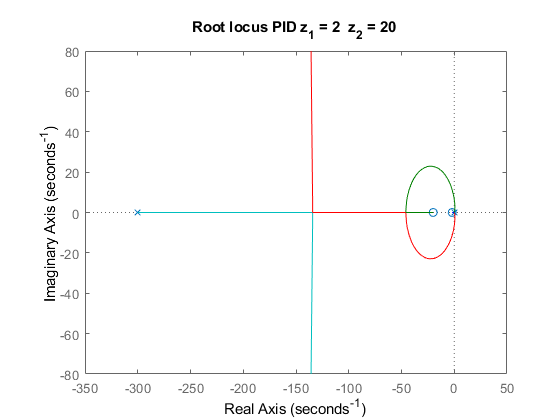 Root locus PID z1 = 2 z2 = 20
80
60
40
20
0
-20
-40
-60
-80
Imaginary Axis (seconds-1)
-350 -300 -250 -200 -150 -100 -50 0 50
Real Axis (seconds-1)